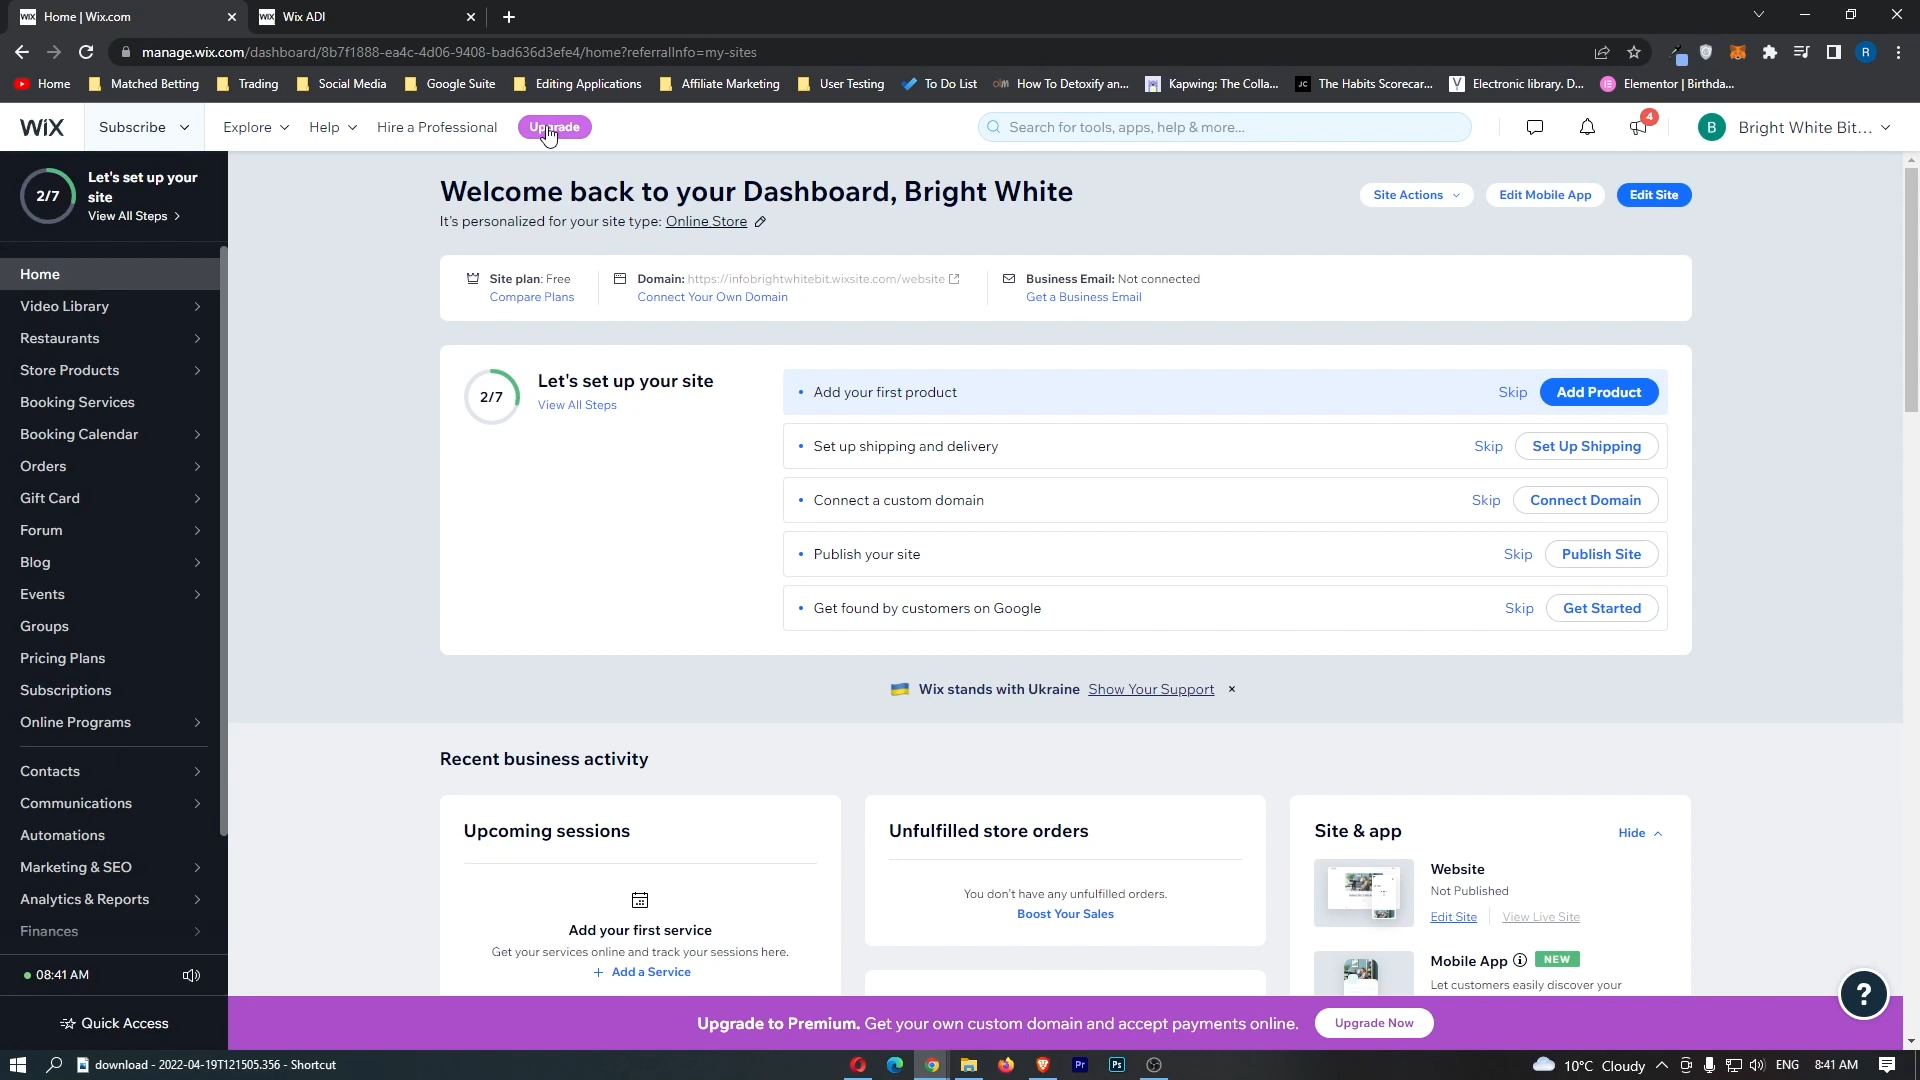 Home | Wix.com
Wix ADI
manage.wix.com/dashboard/8b7f1888-ea4c-4d06-9408-bad636d3efe4/home?referralInfo=my-sites
Home
Matched Betting
Trading
Social Media
Google Suite
Editing Applications
Affiliate Marketing
User Testing
To Do List
How To Detoxify an...
Kapwing: The Colla...
The Habits Scorecar...
Electronic library. D...
Elementor | Birthda...
WIX
Subscribe
Explore
Help
Hire a Professional
Upgrade
Search for tools, apps, help & more...
4
B
Bright White Bit...
2/7
Let's set up your site
View All Steps >
Home
Video Library
Restaurants
Store Products
Booking Services
Booking Calendar
Orders
Gift Card
Forum
Blog
Events
Groups
Pricing Plans
Subscriptions
Online Programs
Contacts
Communications
Automations
Marketing & SEO
Analytics & Reports
Finances
08:41 AM
Quick Access
Welcome back to your Dashboard, Bright White
It's personalized for your site type: Online Store
Site Actions
Edit Mobile App
Edit Site
Site plan: Free
Compare Plans
Domain: https://infobrightwhitebit.wixsite.com/website
Connect Your Own Domain
Business Email: Not connected
Get a Business Email
2/7
Let's set up your site
View All Steps
• Add your first product Skip Add Product
• Set up shipping and delivery Skip Set Up Shipping
• Connect a custom domain Skip Connect Domain
• Publish your site Skip Publish Site
• Get found by customers on Google Skip Get Started
Wix stands with Ukraine Show Your Support ×
Recent business activity
Upcoming sessions
Add your first service
Get your services online and track your sessions here.
+ Add a Service
Unfulfilled store orders
You don't have any unfulfilled orders.
Boost Your Sales
Site & app
Hide
Website
Not Published
Edit Site
View Live Site
Mobile App NEW
Let customers easily discover your
?
Upgrade to Premium. Get your own custom domain and accept payments online. Upgrade Now
download - 2022-04-19T121505.356 - Shortcut
Pr
Ps
10°C Cloudy
ENG
8:41 AM